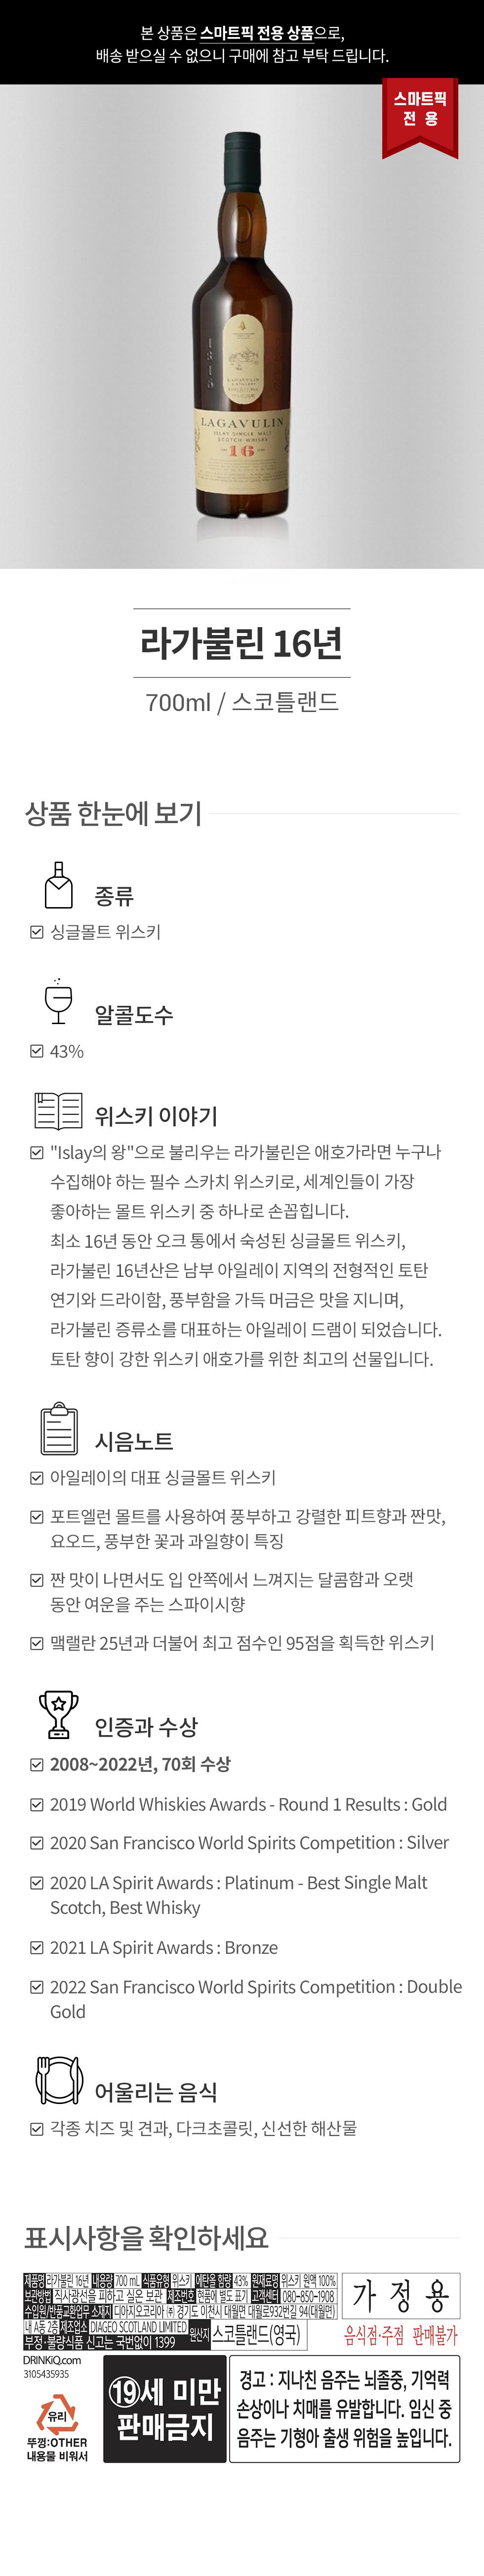 본 상품은 스마트픽 전용 상품으로,
배송 받으실 수 없으니 구매에 참고 부탁 드립니다.
스마트픽
전 용
1815
LAGAVULIN
ISLAY SINGLE MALT
SCOTCH WHISKY
16
라가불린 16년
700ml / 스코틀랜드
상품 한눈에 보기
종류
싱글몰트 위스키
알콜도수
43%
위스키 이야기
"Islay의 왕"으로 불리우는 라가불린은 애호가라면 누구나
수집해야 하는 필수 스카치 위스키로, 세계인들이 가장
좋아하는 몰트 위스키 중 하나로 손꼽힙니다.
최소 16년 동안 오크 통에서 숙성된 싱글몰트 위스키,
라가불린 16년산은 남부 아일레이 지역의 전형적인 토탄
연기와 드라이함, 풍부함을 가득 머금은 맛을 지니며,
라가불린 증류소를 대표하는 아일레이 드램이 되었습니다.
토탄 향이 강한 위스키 애호가를 위한 최고의 선물입니다.
시음노트
아일레이의 대표 싱글몰트 위스키
포트엘런 몰트를 사용하여 풍부하고 강렬한 피트향과 짠맛,
요오드, 풍부한 꽃과 과일향이 특징
짠 맛이 나면서도 입 안쪽에서 느껴지는 달콤함과 오랫
동안 여운을 주는 스파이시향
맥랠란 25년과 더불어 최고 점수인 95점을 획득한 위스키
인증과 수상
2008~2022년, 70회 수상
2019 World Whiskies Awards - Round 1 Results : Gold
2020 San Francisco World Spirits Competition : Silver
2020 LA Spirit Awards : Platinum - Best Single Malt
Scotch, Best Whisky
2021 LA Spirit Awards : Bronze
2022 San Francisco World Spirits Competition : Double
Gold
어울리는 음식
각종 치즈 및 견과, 다크초콜릿, 신선한 해산물
표시사항을 확인하세요
제품명 라가불린 16년 내용량 700 mL 식품유형 위스키 에탄올 함량 43% 원재료명 위스키 원액 100%
보관방법 직사광선을 피하고 실온 보관 제조번호 현품에 별도 표기 고객센터 080-850-1908
수입원/반품교환업무 소재지 디아지오코리아 ㈜ 경기도 이천시 대월면 대월로932번길 94(대월면)
내 A동 2층 제조업소 DIAGEO SCOTLAND LIMITED 원산지 스코틀랜드(영국)
부정·불량식품 신고는 국번없이 1399
가 정 용
음식점·주점 판매불가
DRINKiQ.com
3105435935
유리
뚜껑:OTHER
내용물 비워서
19세 미만
판매금지
경고 : 지나친 음주는 뇌졸중, 기억력
손상이나 치매를 유발합니다. 임신 중
음주는 기형아 출생 위험을 높입니다.